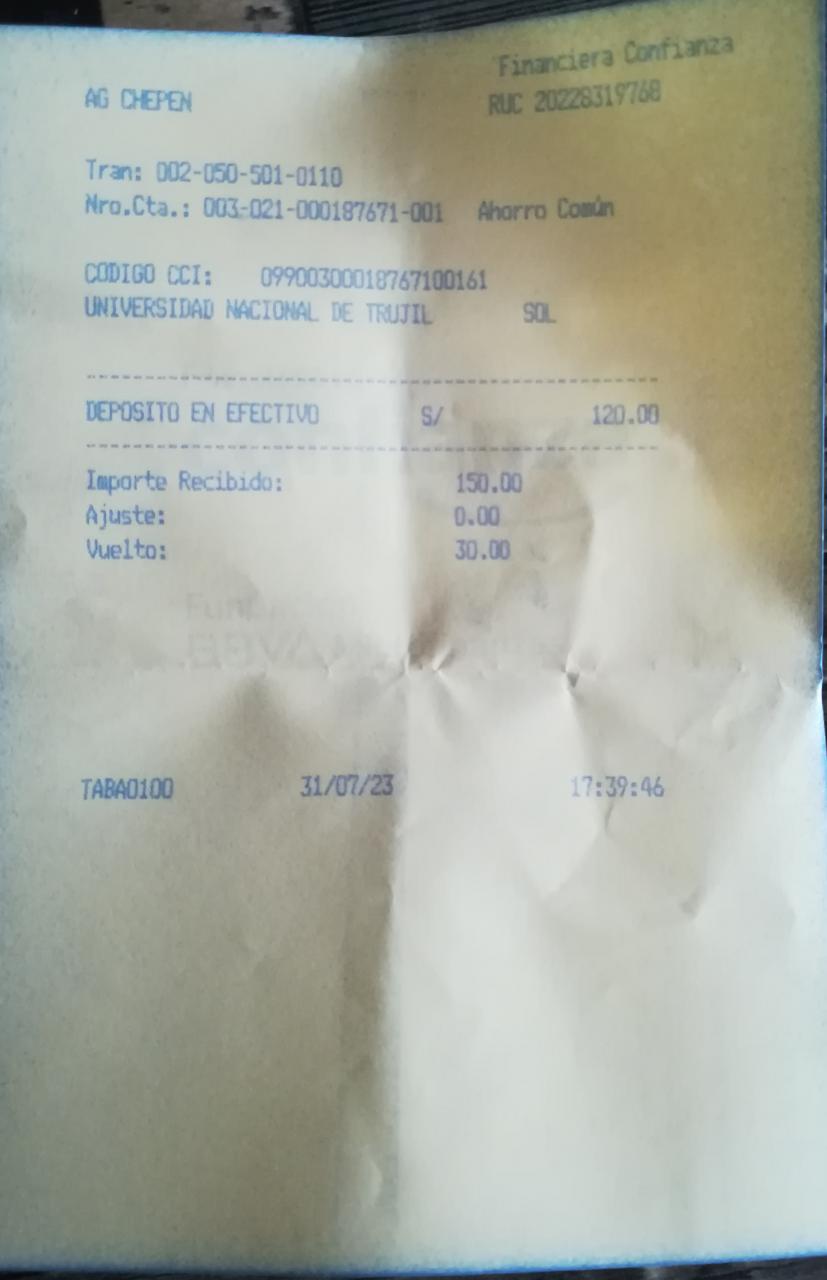 Financiera Confianza
AG CHEPEN RUC 20228319768
Tran: 002-050-501-0110
Nro.Cta.: 003-021-000187671-001 Ahorro Común
CODIGO CCI: 09900300018767100161
UNIVERSIDAD NACIONAL DE TRUJIL SOL
DEPOSITO EN EFECTIVO S/ 120.00
Importe Recibido: 150.00
Ajuste: 0.00
Vuelto: 30.00
BBVA
TABA0100 31/07/23 17:39:46